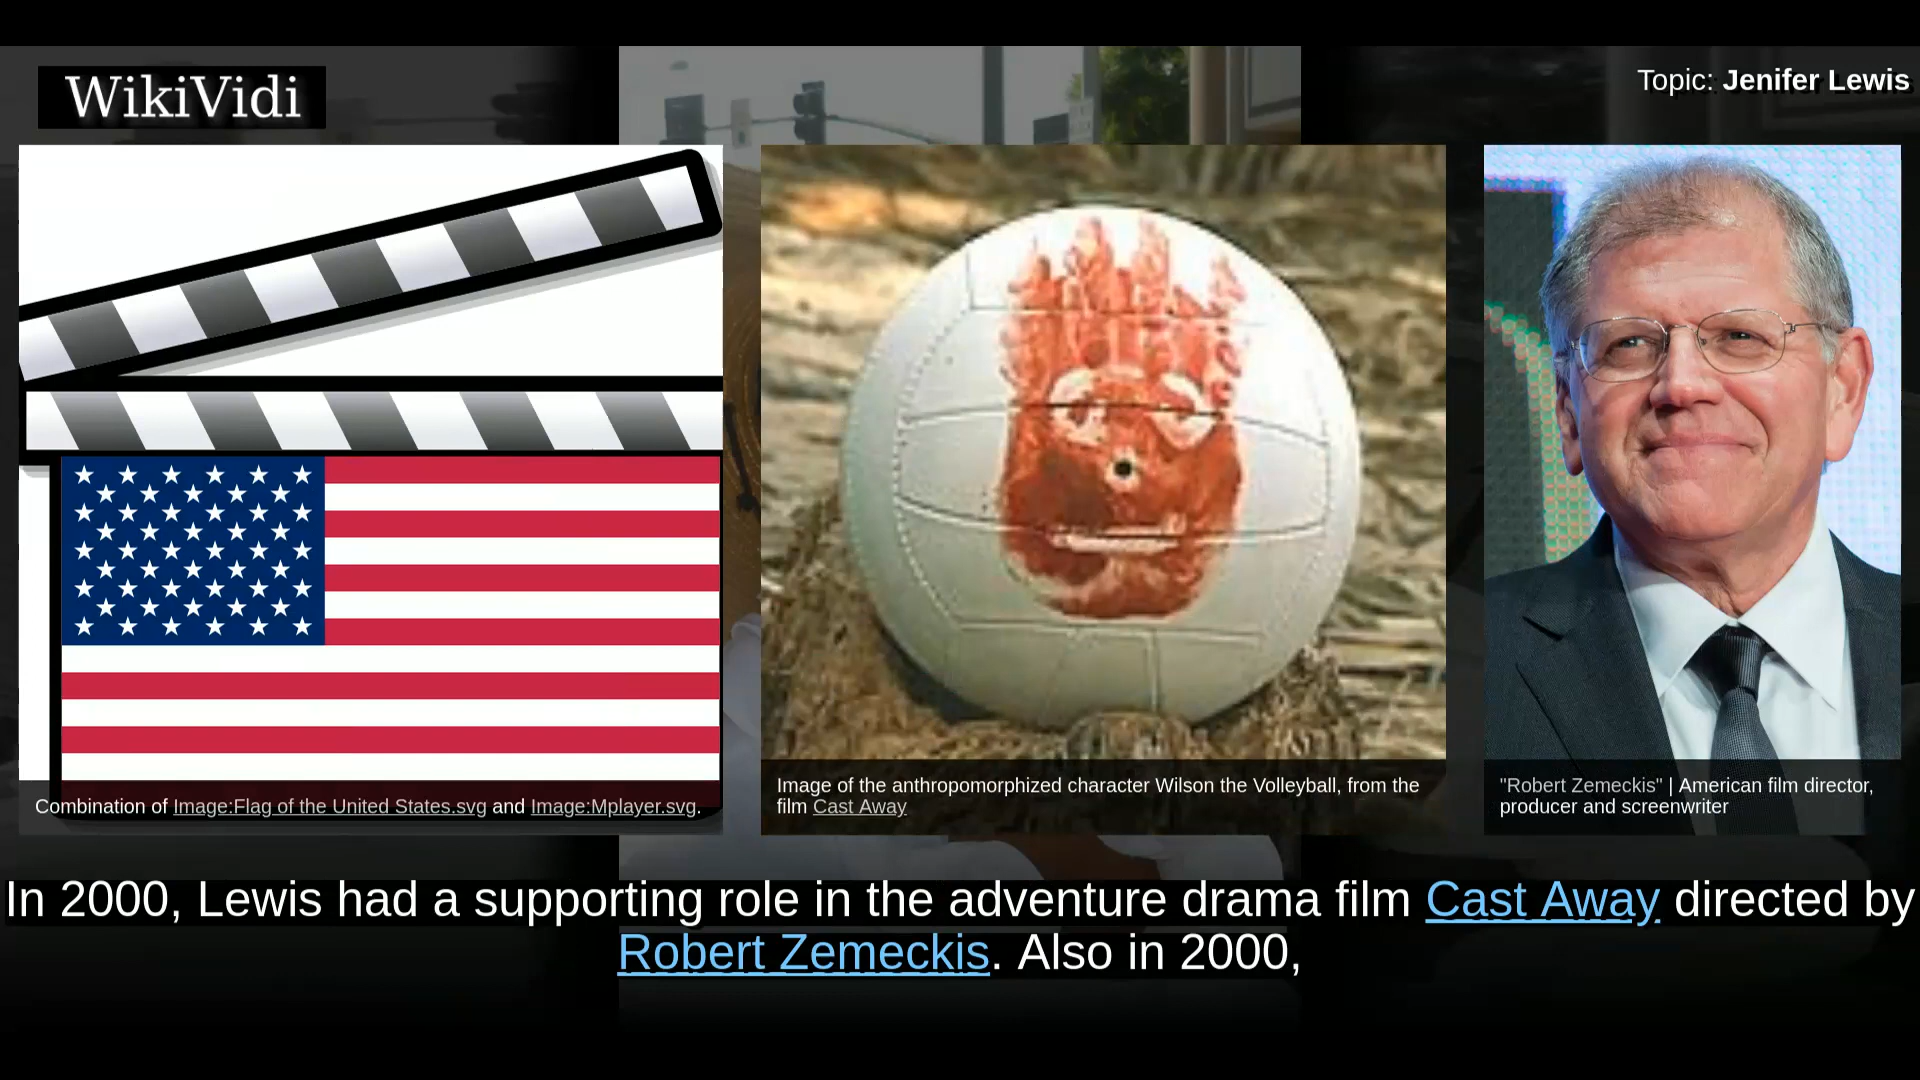 WikiVidi
Topic: Jenifer Lewis
Combination of Image:Flag of the United States.svg and Image:Mplayer.svg.
Image of the anthropomorphized character Wilson the Volleyball, from the
film Cast Away
"Robert Zemeckis" | American film director,
producer and screenwriter
In 2000, Lewis had a supporting role in the adventure drama film Cast Away directed by
Robert Zemeckis. Also in 2000,